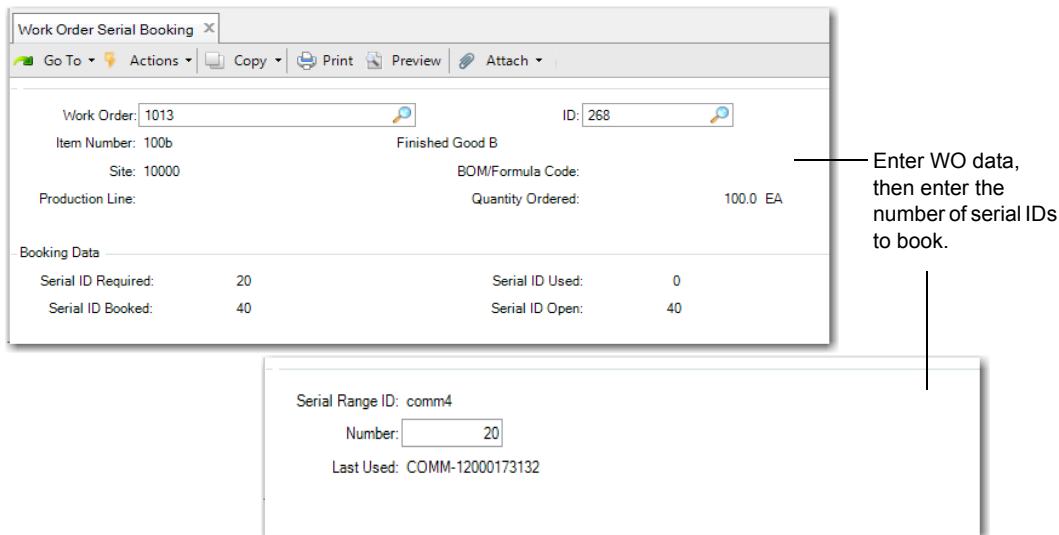 Work Order Serial Booking X
Go To Actions Copy Print Preview Attach
Work Order: 1013 ID: 268
Item Number: 100b Finished Good B
Site: 10000 BOM/Formula Code:
Production Line: Quantity Ordered: 100.0 EA
Booking Data
Serial ID Required: 20 Serial ID Used: 0
Serial ID Booked: 40 Serial ID Open: 40
Enter WO data,
then enter the
number of serial IDs
to book.
Serial Range ID: comm4
Number: 20
Last Used: COMM-12000173132